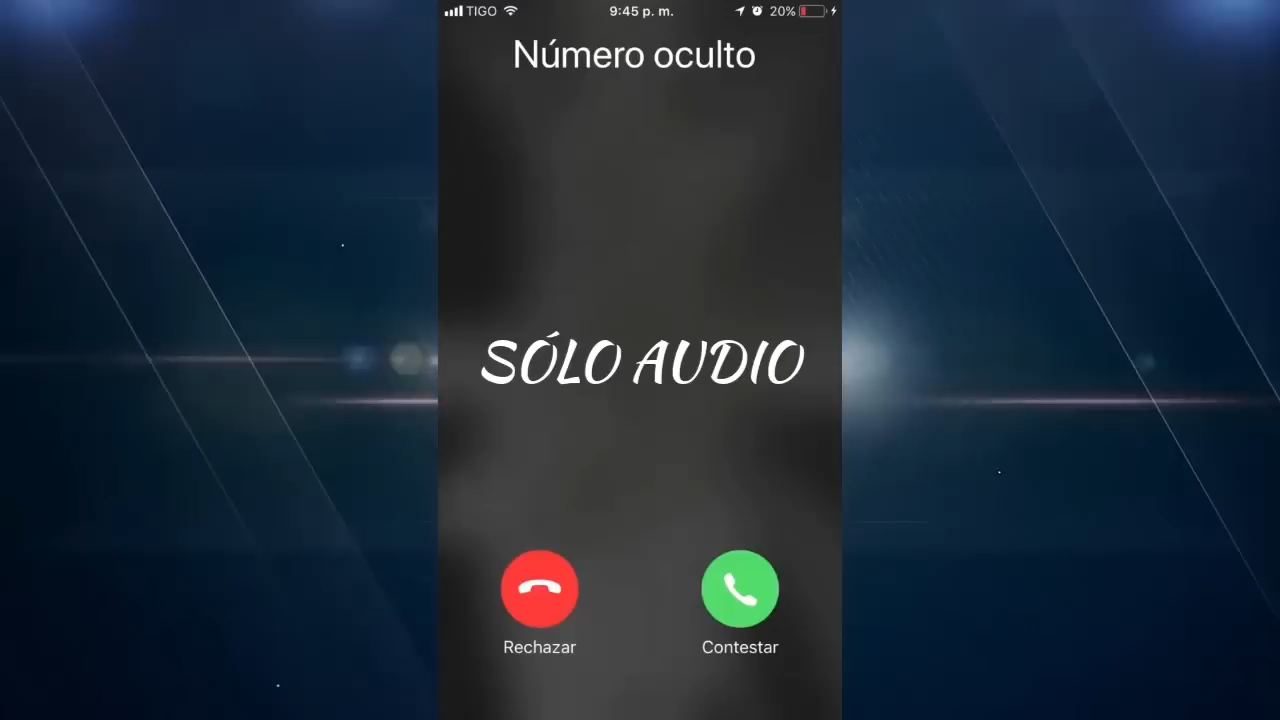 TIGO 9:45 p. m. 20%
Número oculto
SÓLO AUDIO
Rechazar Contestar